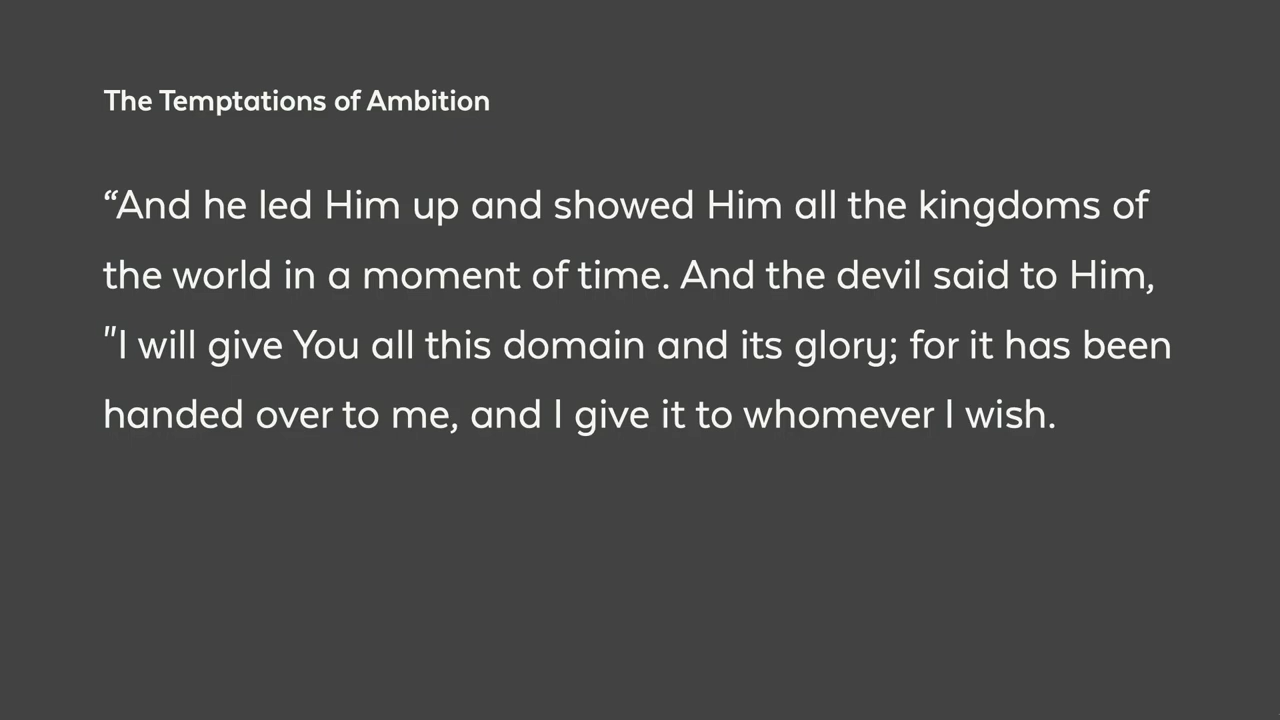 The Temptations of Ambition
“And he led Him up and showed Him all the kingdoms of
the world in a moment of time. And the devil said to Him,
"I will give You all this domain and its glory; for it has been
handed over to me, and I give it to whomever I wish.